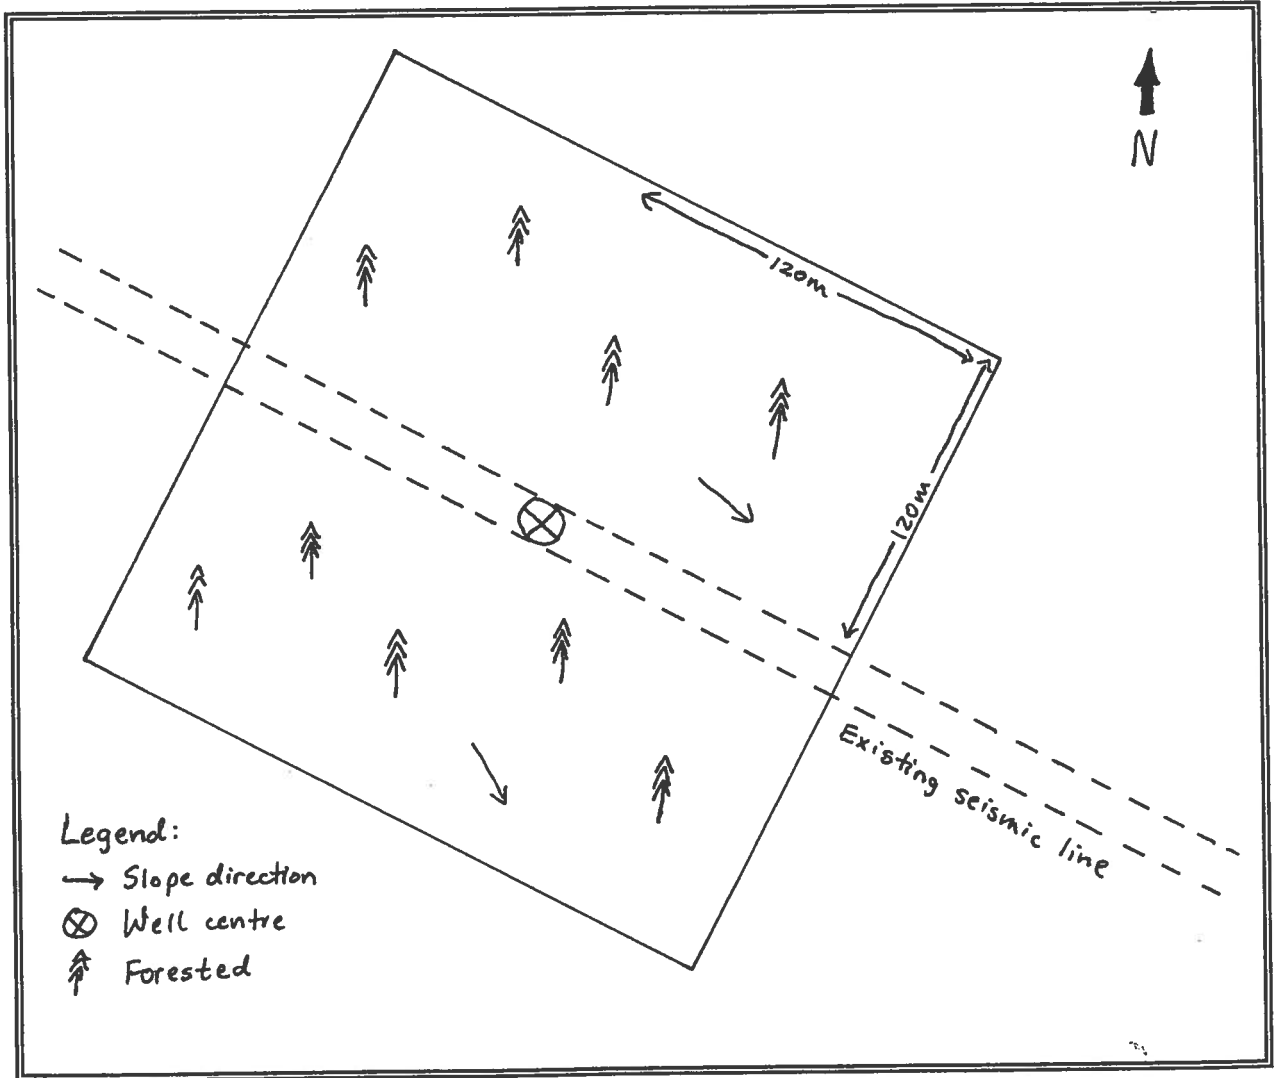 N
120m
120m
Existing seismic line
Legend:
Slope direction
Well centre
Forested